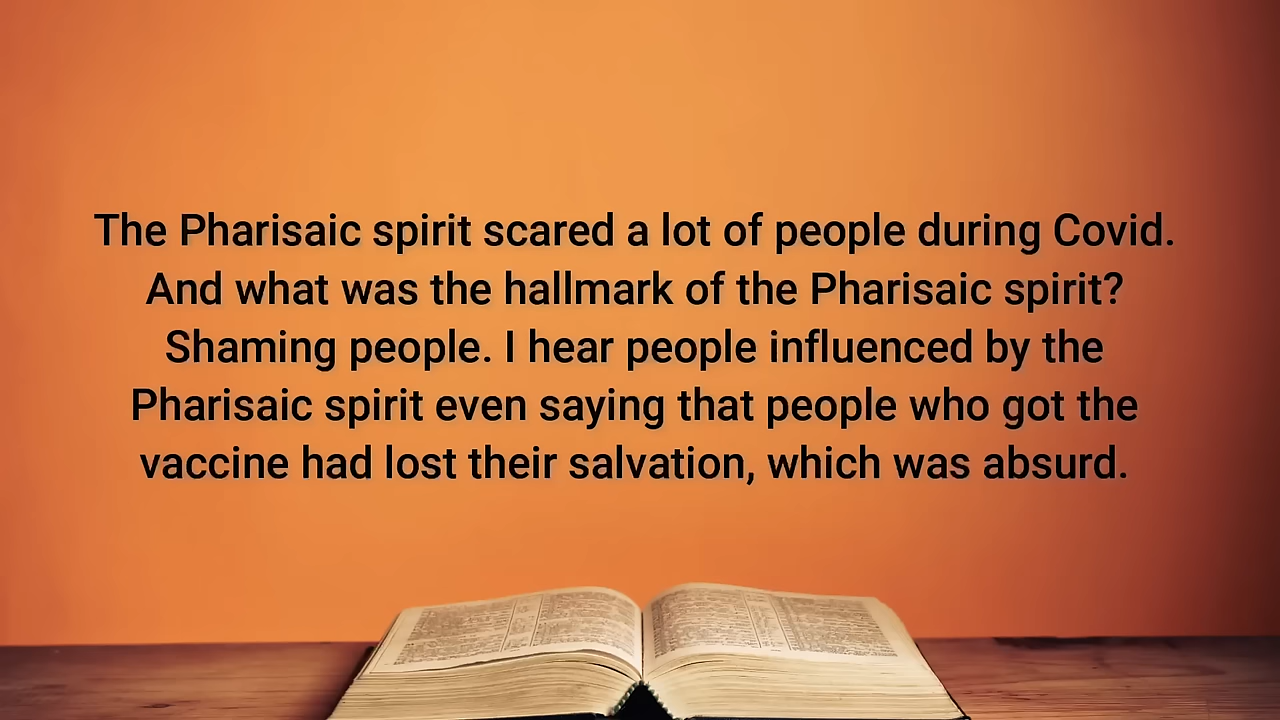 The Pharisaic spirit scared a lot of people during Covid.
And what was the hallmark of the Pharisaic spirit?
Shaming people. I hear people influenced by the
Pharisaic spirit even saying that people who got the
vaccine had lost their salvation, which was absurd.